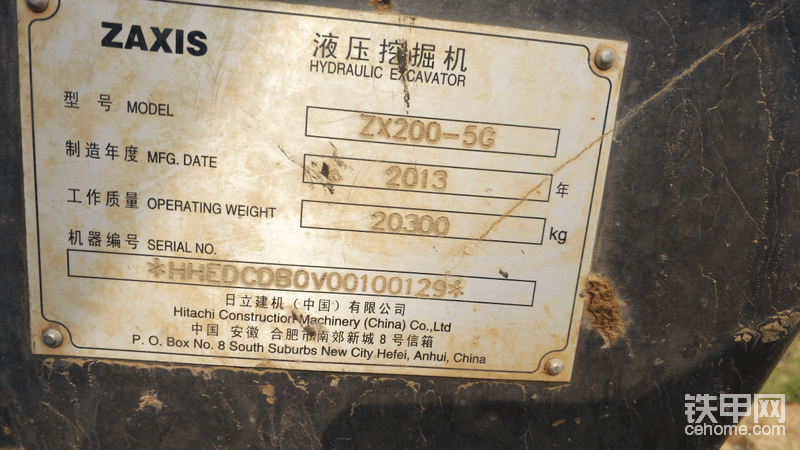 ZAXIS 液压挖掘机
HYDRAULIC EXCAVATOR
型 号 MODEL ZX200-5G
制造年度 MFG. DATE 2013 年
工作质量 OPERATING WEIGHT 20300 kg
机器编号 SERIAL NO.
*HHEDCDB0V00100129*
日立建机（中国）有限公司
Hitachi Construction Machinery (China) Co.,Ltd
中国 安徽 合肥市南郊新城8号信箱
P. O. Box No. 8 South Suburbs New City Hefei, Anhui, China
铁甲网
cehome.com